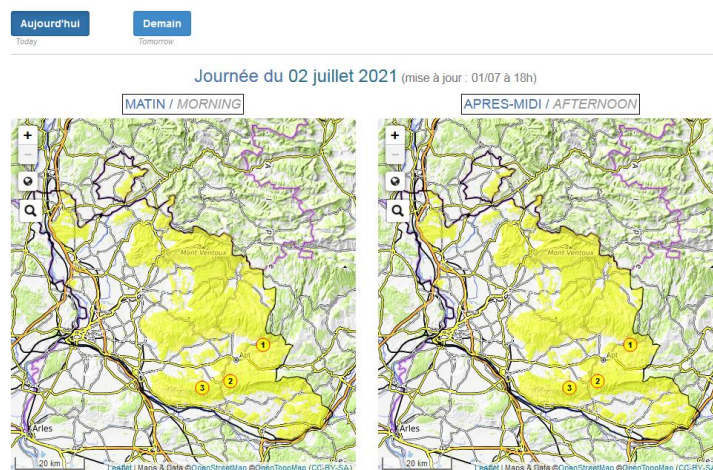 Aujourd'hui
Demain
Today
Tomorrow
Journée du 02 juillet 2021 (mise à jour : 01/07 à 18h)
MATIN / MORNING
APRES-MIDI / AFTERNOON
+
-
Mont Ventoux
1
Apt
2
3
Arles
20 km
Leaflet | Maps & Data ©OpenStreetMap ©OpenTopoMap (CC-BY-SA)
+
-
Mont Ventoux
1
Apt
2
3
Arles
20 km
Leaflet | Maps & Data ©OpenStreetMap ©OpenTopoMap (CC-BY-SA)